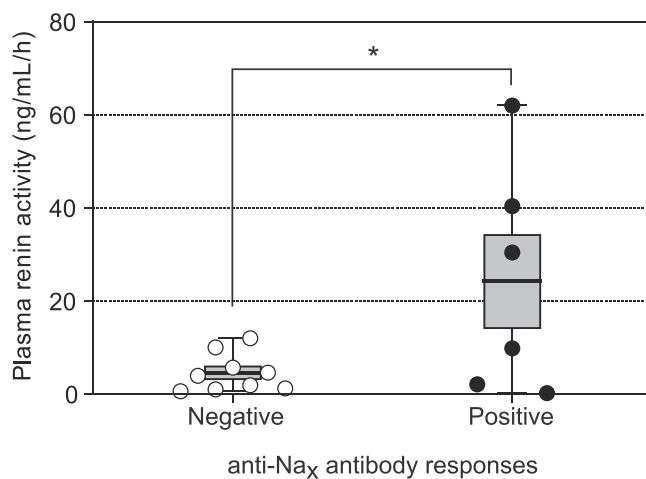 Plasma renin activity (ng/mL/h)
80
60
40
20
0
*
Negative
Positive
anti-Nax antibody responses